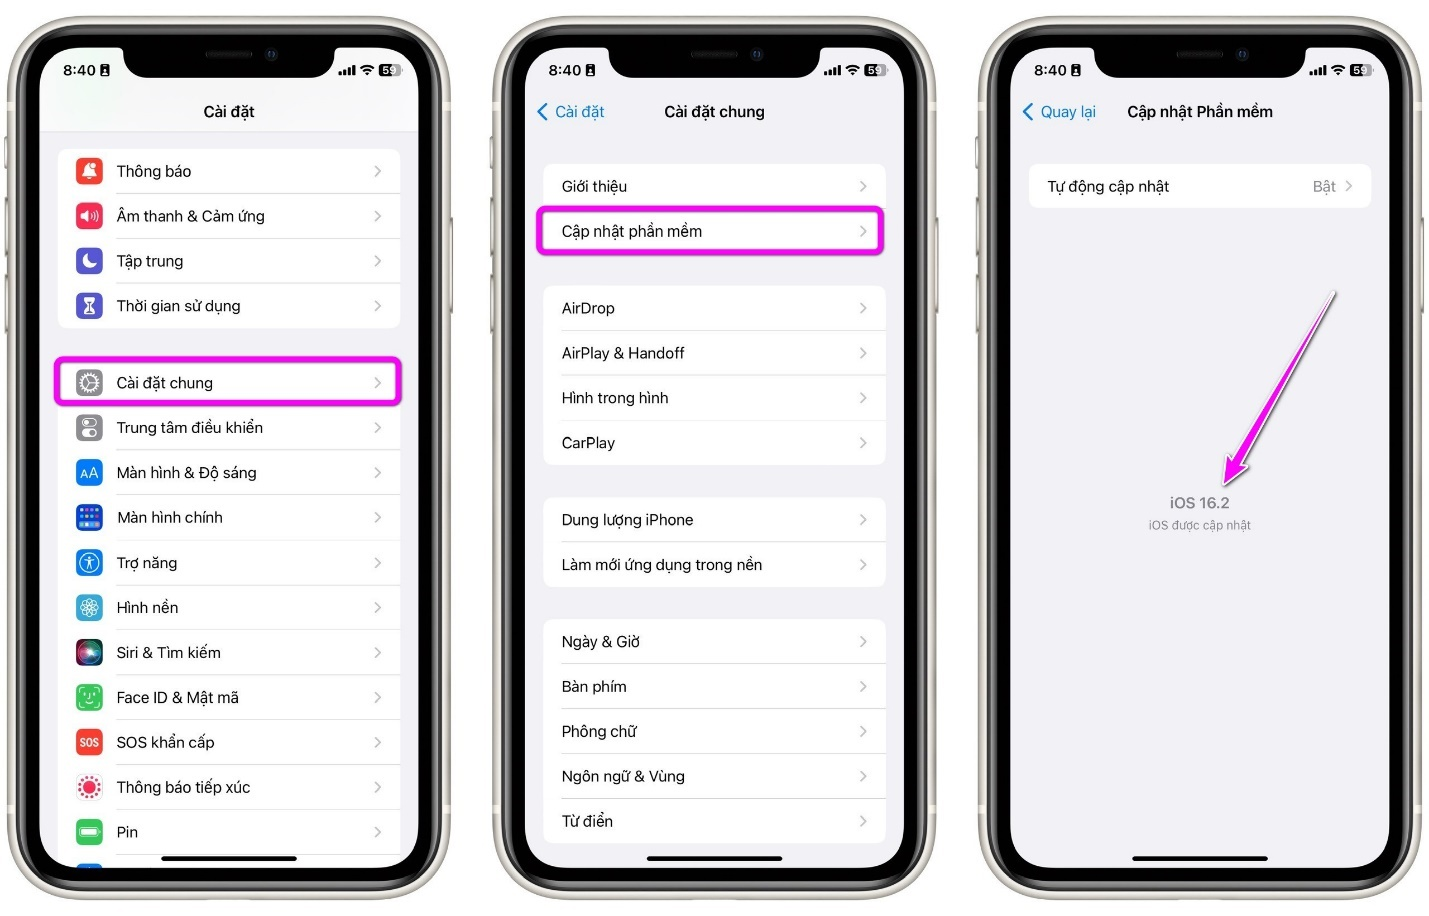 8:40
59
Cài đặt
Thông báo
Âm thanh & Cảm ứng
Tập trung
Thời gian sử dụng
Cài đặt chung
Trung tâm điều khiển
AA
Màn hình & Độ sáng
Màn hình chính
Trợ năng
Hình nền
Siri & Tìm kiếm
Face ID & Mật mã
SOS
SOS khẩn cấp
Thông báo tiếp xúc
Pin
8:40
59
Cài đặt
Cài đặt chung
Giới thiệu
Cập nhật phần mềm
AirDrop
AirPlay & Handoff
Hình trong hình
CarPlay
Dung lượng iPhone
Làm mới ứng dụng trong nền
Ngày & Giờ
Bàn phím
Phông chữ
Ngôn ngữ & Vùng
Từ điển
8:40
59
Quay lại
Cập nhật Phần mềm
Tự động cập nhật
Bật
iOS 16.2
iOS được cập nhật